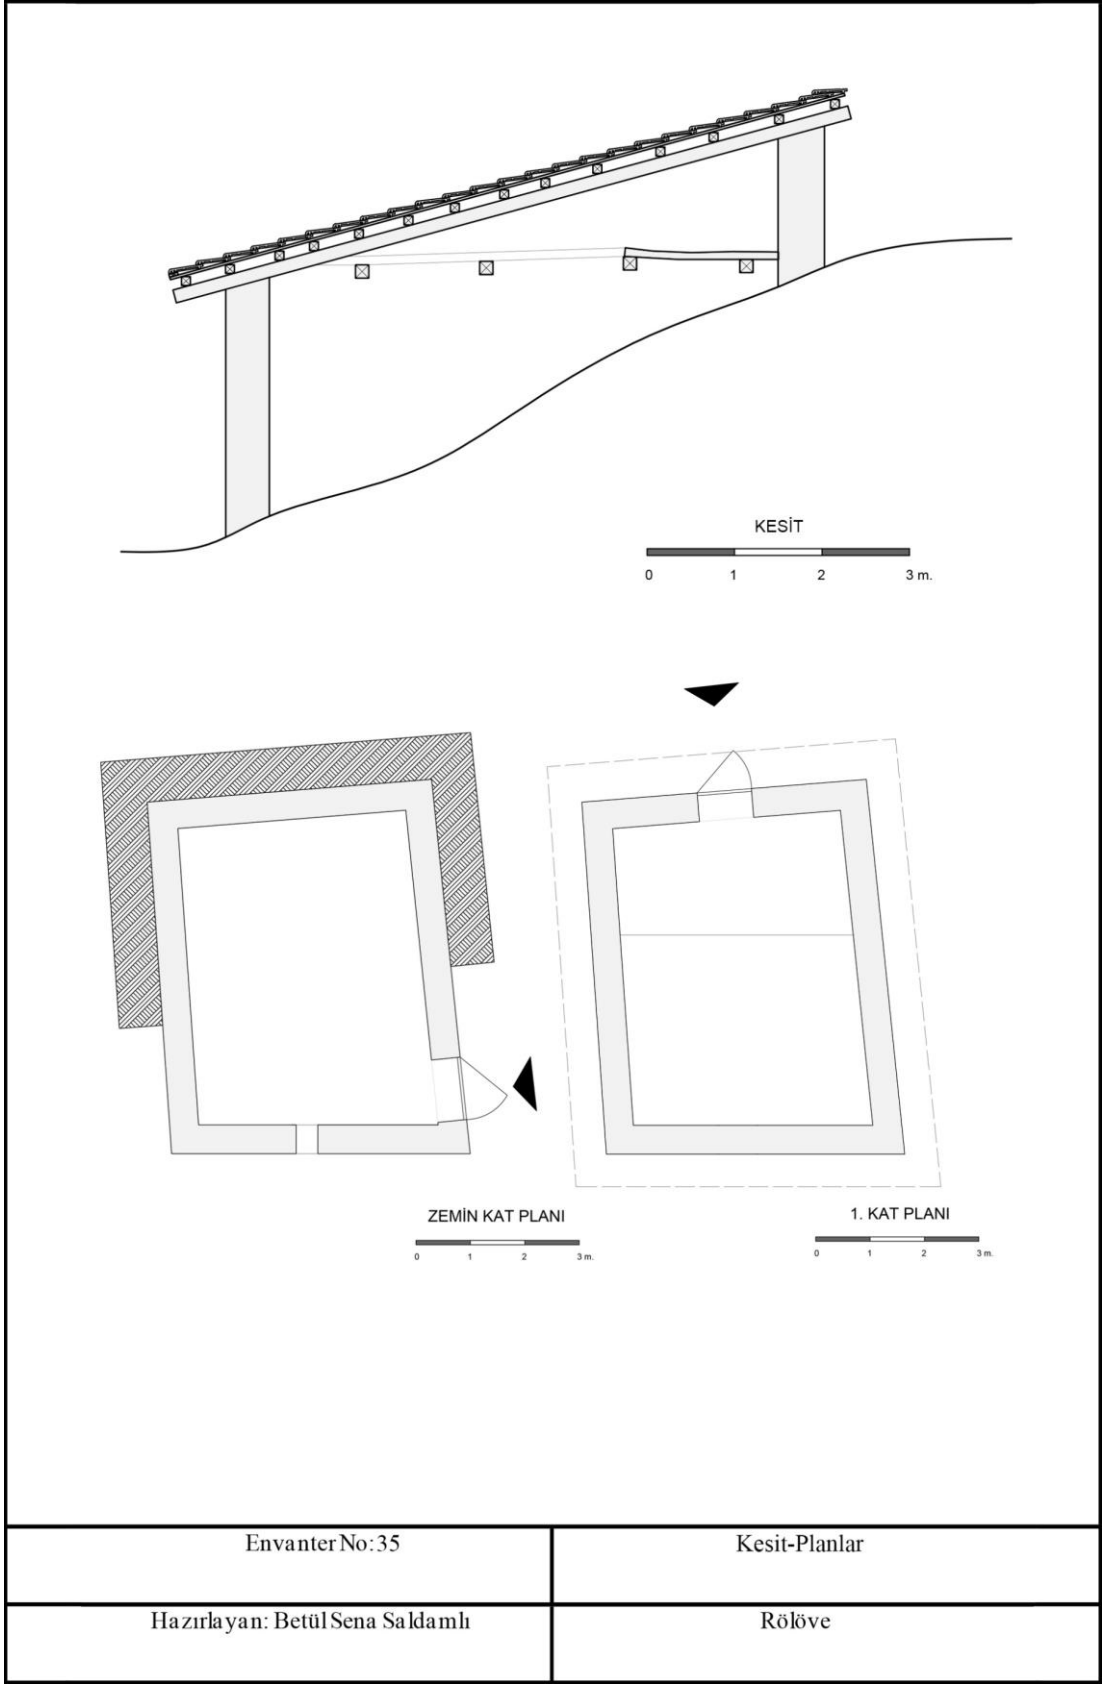 KESİT
0 1 2 3 m.
ZEMİN KAT PLANI
0 1 2 3 m.
1. KAT PLANI
0 1 2 3 m.
Envanter No:35
Kesit-Planlar
Hazırlayan: Betül Sena Saldamlı
Rölöve